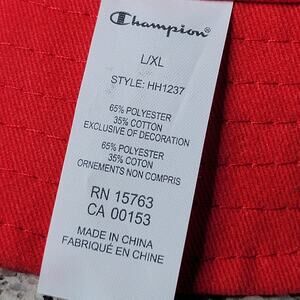 Champion
L/XL
STYLE: HH1237
65% POLYESTER
35% COTTON
EXCLUSIVE OF DECORATION
65% POLYESTER
35% COTON
ORNEMENTS NON COMPRIS
RN 15763
CA 00153
MADE IN CHINA
FABRIQUÉ EN CHINE